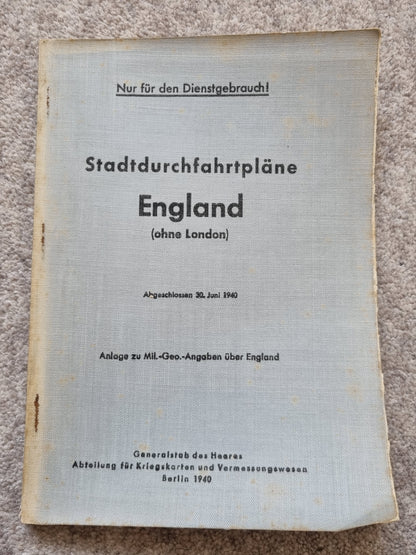 Nur für den Dienstgebrauch!
Stadtdurchfahrtpläne
England
(ohne London)
Abgeschlossen 30. Juni 1940
Anlage zu Mil.-Geo.-Angaben über England
Generalstab des Heeres
Abteilung für Kriegskarten und Vermessungswesen
Berlin 1940